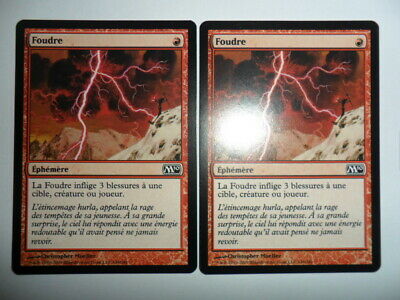 Foudre
Éphémère
M10
La Foudre inflige 3 blessures à une
cible, créature ou joueur.
L'étincemage hurla, appelant la rage
des tempêtes de sa jeunesse. À sa grande
surprise, le ciel lui répondit avec une énergie
redoutable qu'il avait pensé ne jamais
revoir.
Christopher Moeller
Foudre
Éphémère
M10
La Foudre inflige 3 blessures à une
cible, créature ou joueur.
L'étincemage hurla, appelant la rage
des tempêtes de sa jeunesse. À sa grande
surprise, le ciel lui répondit avec une énergie
redoutable qu'il avait pensé ne jamais
revoir.
Christopher Moeller